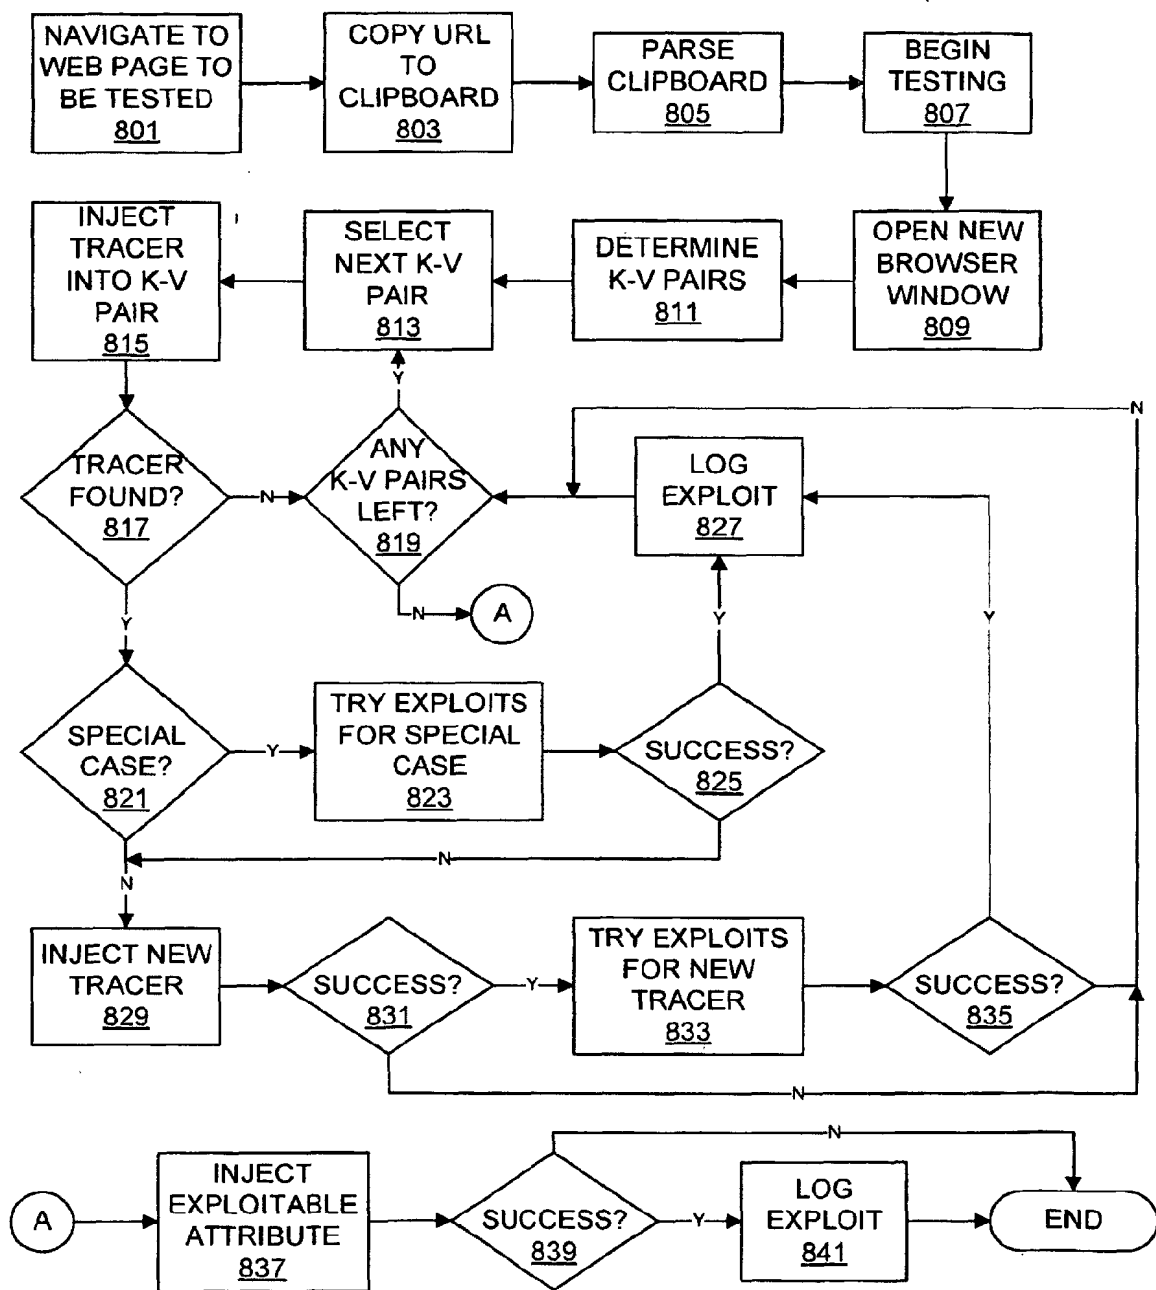 NAVIGATE TO
WEB PAGE TO
BE TESTED
801
COPY URL
TO
CLIPBOARD
803
PARSE
CLIPBOARD
805
BEGIN
TESTING
807
INJECT
TRACER
INTO K-V
PAIR
815
SELECT
NEXT K-V
PAIR
813
DETERMINE
K-V PAIRS
811
OPEN NEW
BROWSER
WINDOW
809
Y
N
TRACER
FOUND?
817
N
ANY
K-V PAIRS
LEFT?
819
LOG
EXPLOIT
827
N
A
Y
Y
Y
SPECIAL
CASE?
821
Y
TRY EXPLOITS
FOR SPECIAL
CASE
823
SUCCESS?
825
N
N
INJECT NEW
TRACER
829
SUCCESS?
831
Y
TRY EXPLOITS
FOR NEW
TRACER
833
SUCCESS?
835
N
N
A
INJECT
EXPLOITABLE
ATTRIBUTE
837
SUCCESS?
839
Y
LOG
EXPLOIT
841
END